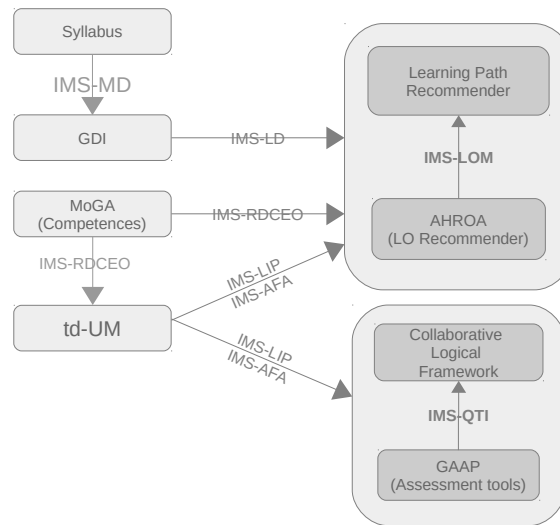 Syllabus
IMS-MD
GDI
IMS-LD
MoGA
(Competences)
IMS-RDCEO
IMS-RDCEO
td-UM
IMS-LIP
IMS-AFA
IMS-LIP
IMS-AFA
Learning Path
Recommender
IMS-LOM
AHROA
(LO Recommender)
Collaborative
Logical
Framework
IMS-QTI
GAAP
(Assessment tools)